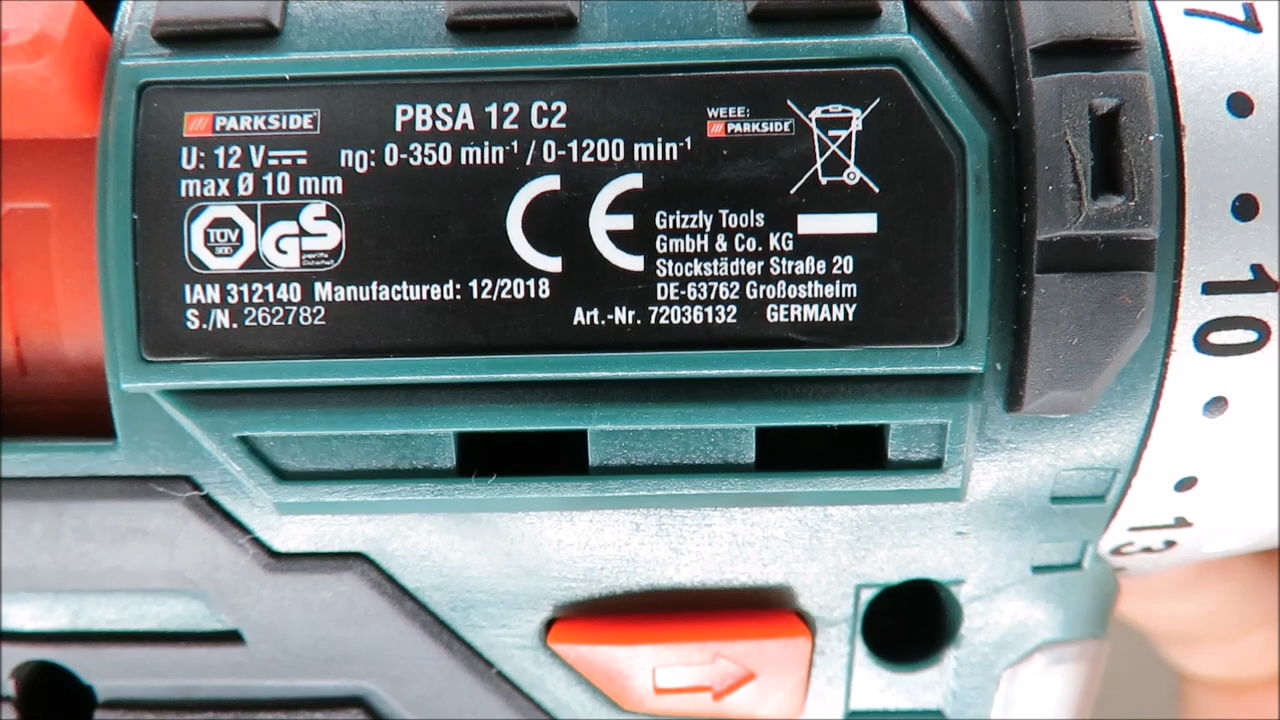 PARKSIDE
PBSA 12 C2
WEEE:
PARKSIDE
U: 12 V n0: 0-350 min-1 / 0-1200 min-1
max Ø 10 mm
TÜV
SÜD
GS
geprüfte
Sicherheit
CE
Grizzly Tools
GmbH & Co. KG
Stockstädter Straße 20
DE-63762 Großostheim
GERMANY
IAN 312140 Manufactured: 12/2018
S./N. 262782
Art.-Nr. 72036132
7
10
13